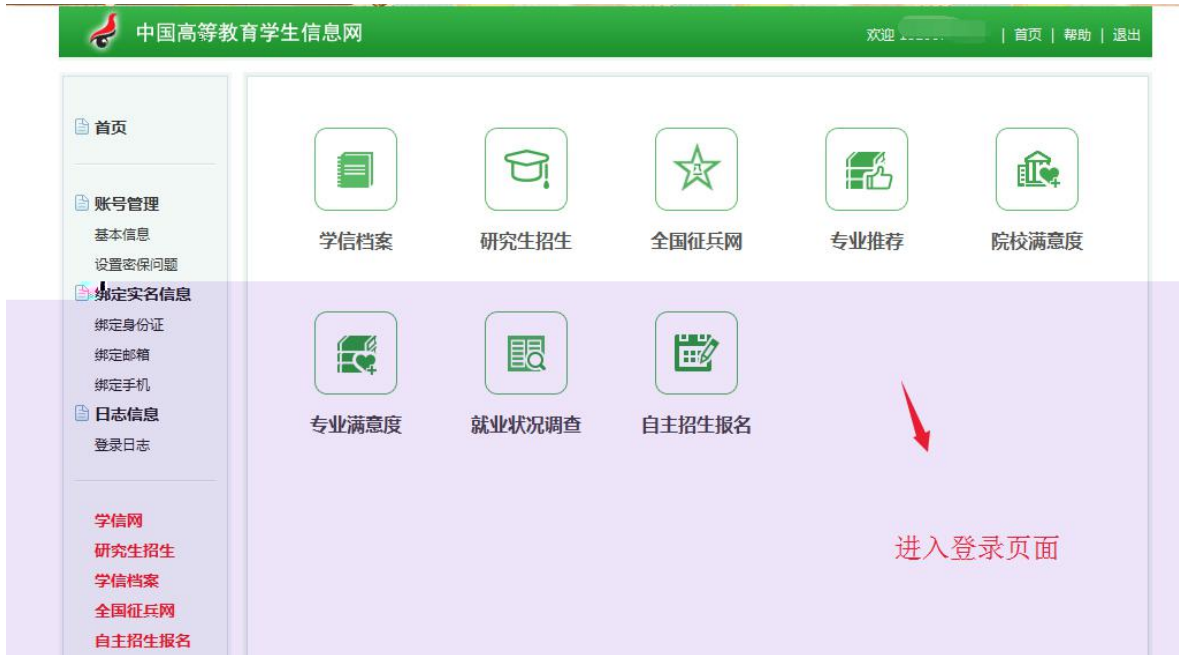 中国高等教育学生信息网
欢迎 | 首页 | 帮助 | 退出
首页
账号管理
基本信息
设置密保问题
绑定实名信息
绑定身份证
绑定邮箱
绑定手机
日志信息
登录日志
学信网
研究生招生
学信档案
全国征兵网
自主招生报名
学信档案 研究生招生 全国征兵网 专业推荐 院校满意度
专业满意度 就业状况调查 自主招生报名
进入登录页面